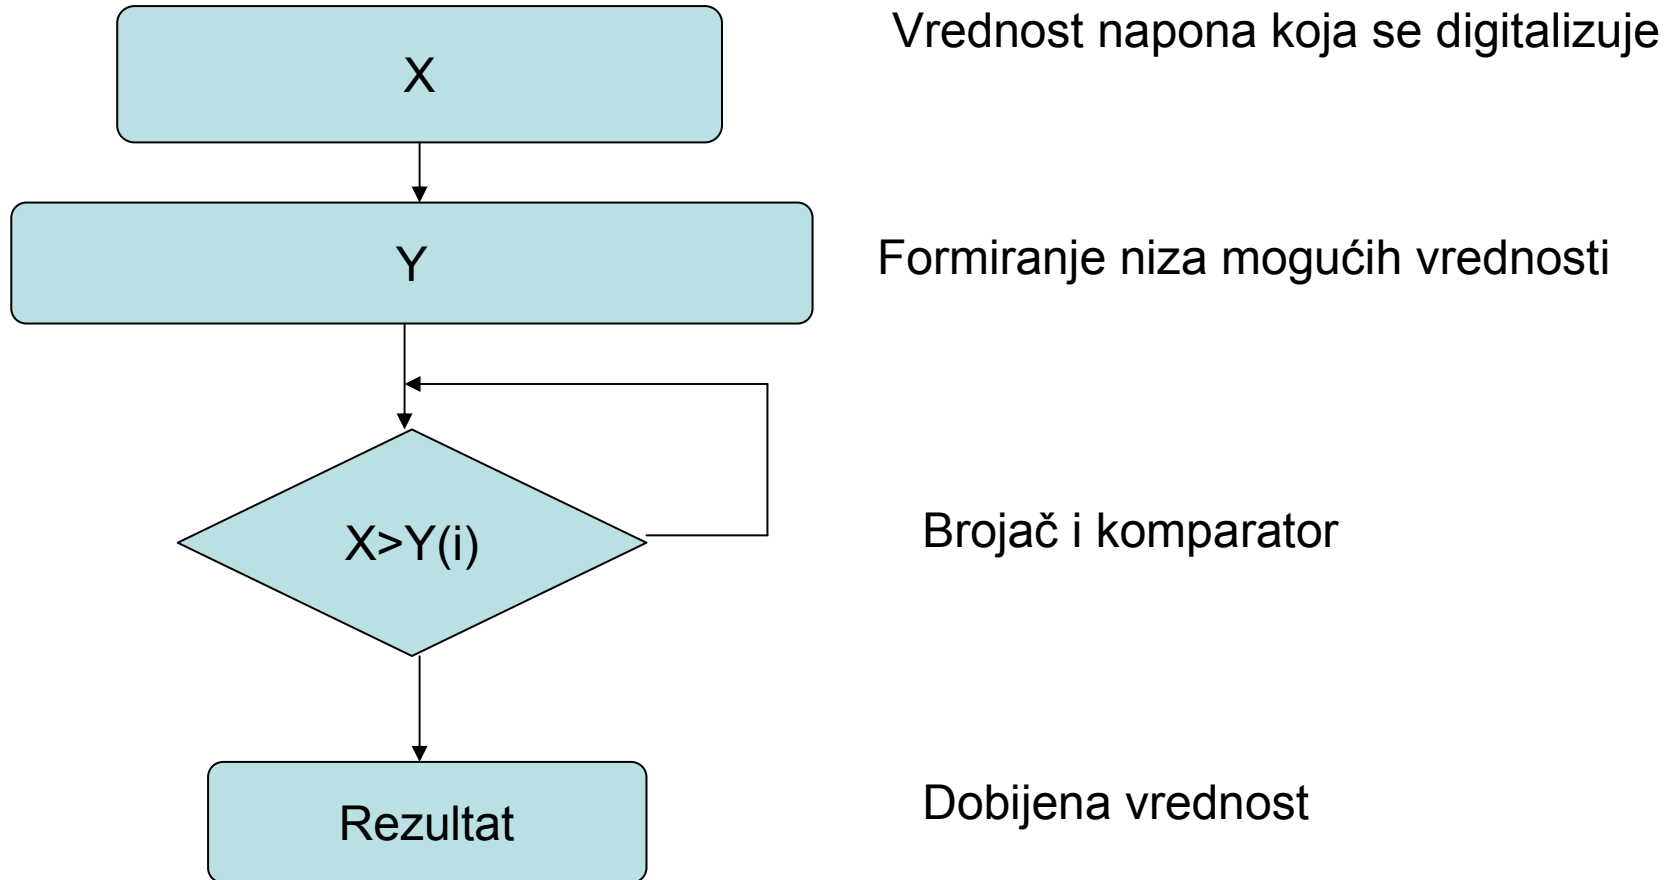 Vrednost napona koja se digitalizuje
X
Y
Formiranje niza mogućih vrednosti
X>Y(i)
Brojač i komparator
Rezultat
Dobijena vrednost